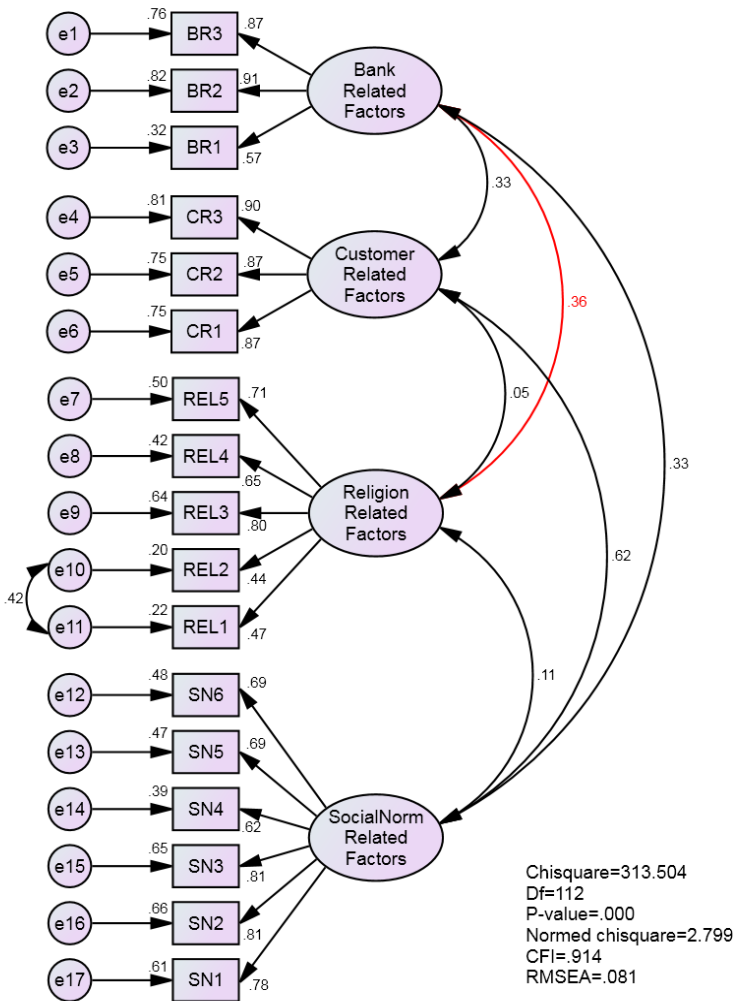 e1
.76
BR3
.87
e2
.82
BR2
.91
e3
.32
BR1
.57
Bank
Related
Factors
.33
e4
.81
CR3
.90
e5
.75
CR2
.87
e6
.75
CR1
.87
Customer
Related
Factors
.36
.05
e7
.50
REL5
.71
e8
.42
REL4
.65
e9
.64
REL3
.80
e10
.20
REL2
.44
e11
.22
REL1
.47
.42
Religion
Related
Factors
.33
.62
.11
e12
.48
SN6
.69
e13
.47
SN5
.69
e14
.39
SN4
.62
e15
.65
SN3
.81
e16
.66
SN2
.81
e17
.61
SN1
.78
SocialNorm
Related
Factors
Chisquare=313.504
Df=112
P-value=.000
Normed chisquare=2.799
CFI=.914
RMSEA=.081